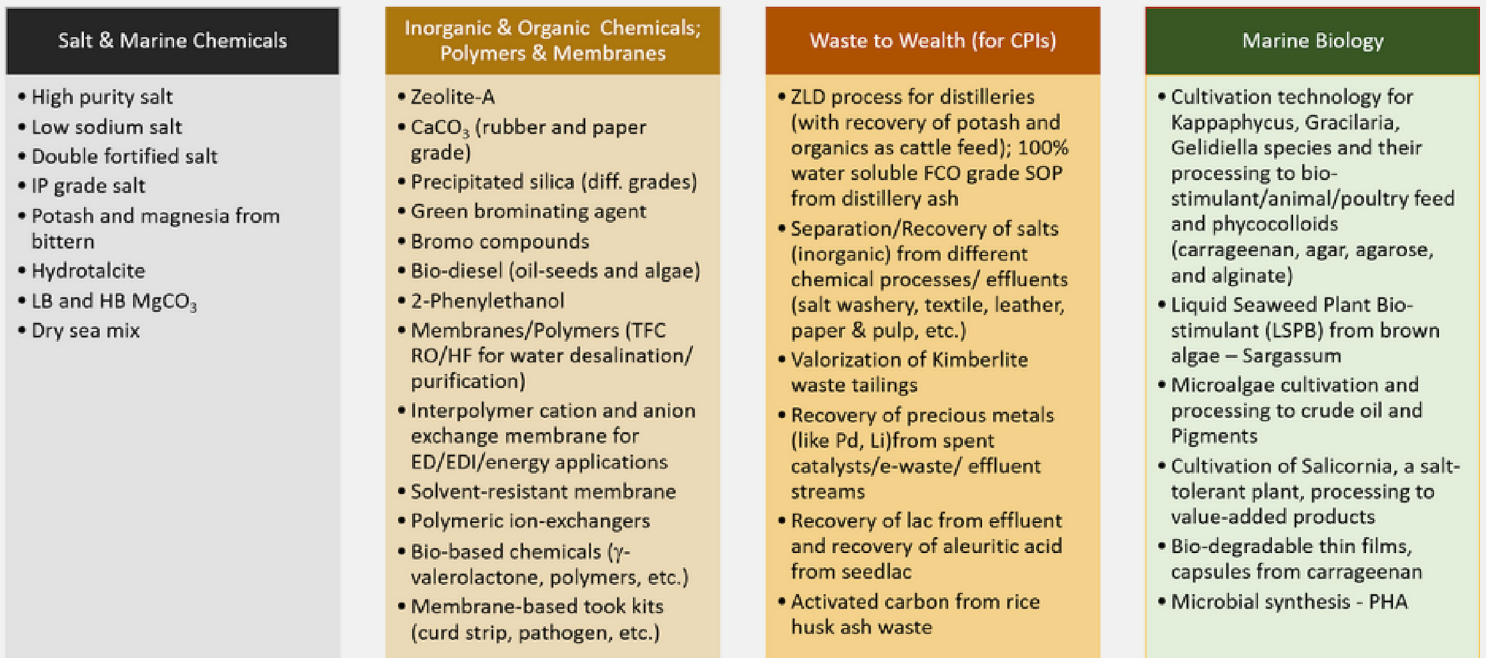 Salt & Marine Chemicals
• High purity salt
• Low sodium salt
• Double fortified salt
• IP grade salt
• Potash and magnesia from
bittern
• Hydrotalcite
• LB and HB MgCO₃
• Dry sea mix
Inorganic & Organic Chemicals;
Polymers & Membranes
• Zeolite-A
• CaCO₃ (rubber and paper
grade)
• Precipitated silica (diff. grades)
• Green brominating agent
• Bromo compounds
• Bio-diesel (oil-seeds and algae)
• 2-Phenylethanol
• Membranes/Polymers (TFC
RO/HF for water desalination/
purification)
• Interpolymer cation and anion
exchange membrane for
ED/EDI/energy applications
• Solvent-resistant membrane
• Polymeric ion-exchangers
• Bio-based chemicals (γ-
valerolactone, polymers, etc.)
• Membrane-based took kits
(curd strip, pathogen, etc.)
Waste to Wealth (for CPIs)
• ZLD process for distilleries
(with recovery of potash and
organics as cattle feed); 100%
water soluble FCO grade SOP
from distillery ash
• Separation/Recovery of salts
(inorganic) from different
chemical processes/ effluents
(salt washery, textile, leather,
paper & pulp, etc.)
• Valorization of Kimberlite
waste tailings
• Recovery of precious metals
(like Pd, Li)from spent
catalysts/e-waste/ effluent
streams
• Recovery of lac from effluent
and recovery of aleuritic acid
from seedlac
• Activated carbon from rice
husk ash waste
Marine Biology
• Cultivation technology for
Kappaphycus, Gracilaria,
Gelidiella species and their
processing to bio-
stimulant/animal/poultry feed
and phycocolloids
(carrageenan, agar, agarose,
and alginate)
• Liquid Seaweed Plant Bio-
stimulant (LSPB) from brown
algae – Sargassum
• Microalgae cultivation and
processing to crude oil and
Pigments
• Cultivation of Salicornia, a salt-
tolerant plant, processing to
value-added products
• Bio-degradable thin films,
capsules from carrageenan
• Microbial synthesis - PHA